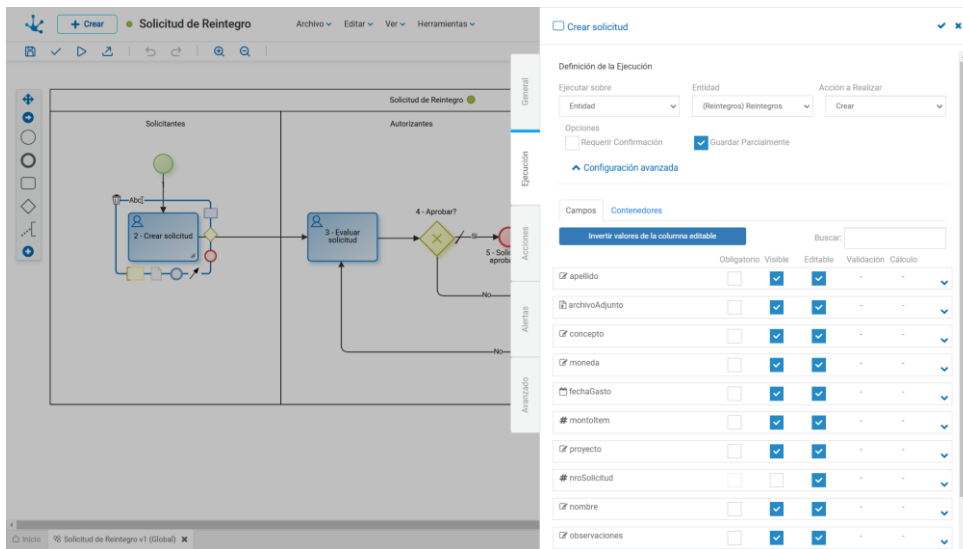 Crear
Solicitud de Reintegro
Archivo
Editar
Ver
Herramientas
Solicitud de Reintegro
Solicitantes
Autorizantes
1
Abc
2 - Crear solicitud
3 - Evaluar
solicitud
4 - Aprobar?
Si
5 - Solic
aproba
No
No
Inicio
Solicitud de Reintegro v1 (Global)
General
Ejecución
Acciones
Alertas
Avanzado
Crear solicitud
Definición de la Ejecución
Ejecutar sobre Entidad Acción a Realizar
Entidad (Reintegros) Reintegros Crear
Opciones
Requerir Confirmación Guardar Parcialmente
Configuración avanzada
Campos Contenedores
Invertir valores de la columna editable Buscar:
Obligatorio Visible Editable Validación Cálculo
apellido - -
archivoAdjunto - -
concepto - -
moneda - -
fechaGasto - -
montoItem - -
proyecto - -
nroSolicitud - -
nombre - -
observaciones - -